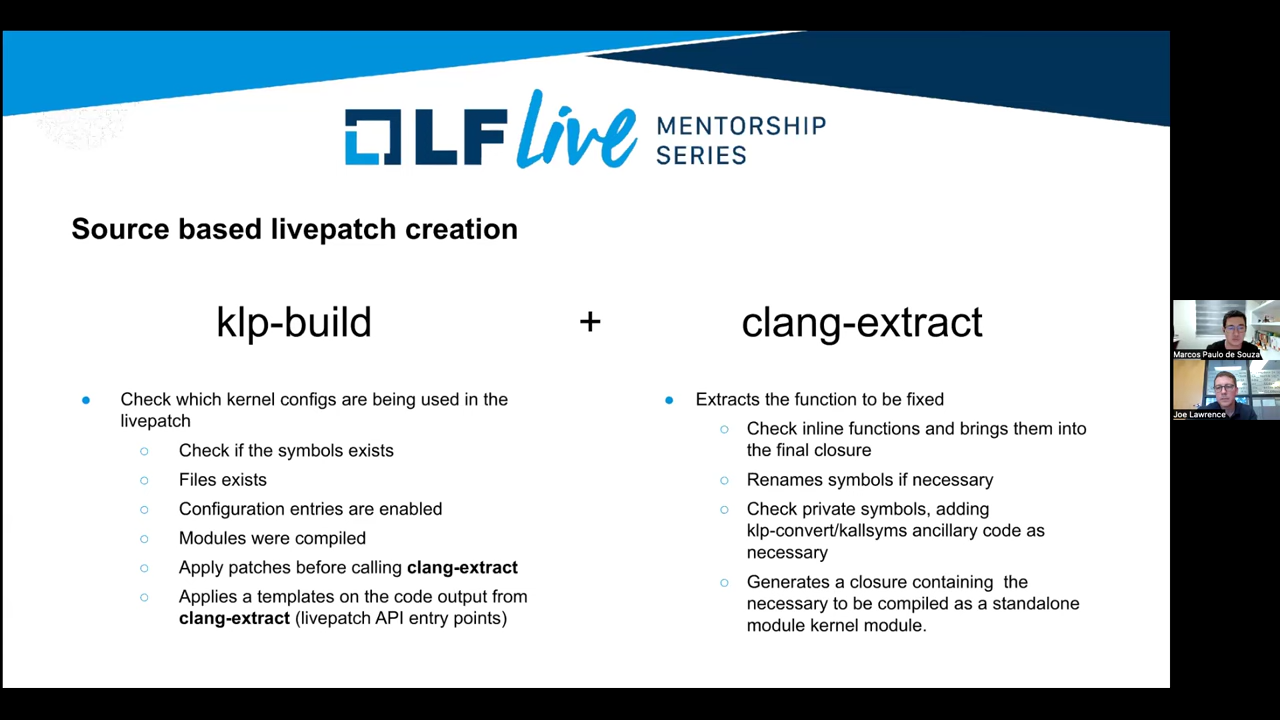 LF Live MENTORSHIP
SERIES
Source based livepatch creation
klp-build + clang-extract
Check which kernel configs are being used in the
livepatch
Check if the symbols exists
Files exists
Configuration entries are enabled
Modules were compiled
Apply patches before calling clang-extract
Applies a templates on the code output from
clang-extract (livepatch API entry points)
Extracts the function to be fixed
Check inline functions and brings them into
the final closure
Renames symbols if necessary
Check private symbols, adding
klp-convert/kallsyms ancillary code as
necessary
Generates a closure containing the
necessary to be compiled as a standalone
module kernel module.
Marcos Paulo de Souza
Joe Lawrence